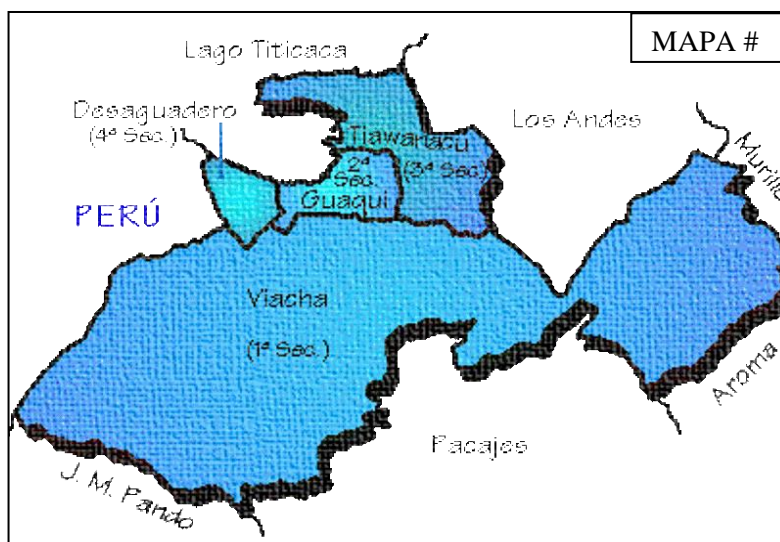 MAPA #
Lago Titicaca
Desaguadero
(4ª Sec.)
Los Andes
Tiawanacu
(3ª Sec)
2ª
Sec.
Guaqui
Murillo
PERÚ
Viacha
(1ª Sec.)
Aroma
Pacajes
J. M. Pando